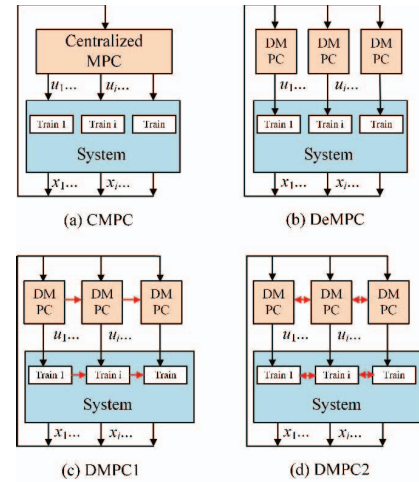 Centralized
MPC
u1... ui...
Train 1 Train i Train
System
x1... xi...
(a) CMPC
DM
PC
DM
PC
DM
PC
u1... ui...
Train 1 Train i Train
System
x1... xi...
(b) DeMPC
DM
PC
DM
PC
DM
PC
u1... ui...
Train 1 Train i Train
System
x1... xi...
(c) DMPC1
DM
PC
DM
PC
DM
PC
u1... ui...
Train 1 Train i Train
System
x1... xi...
(d) DMPC2